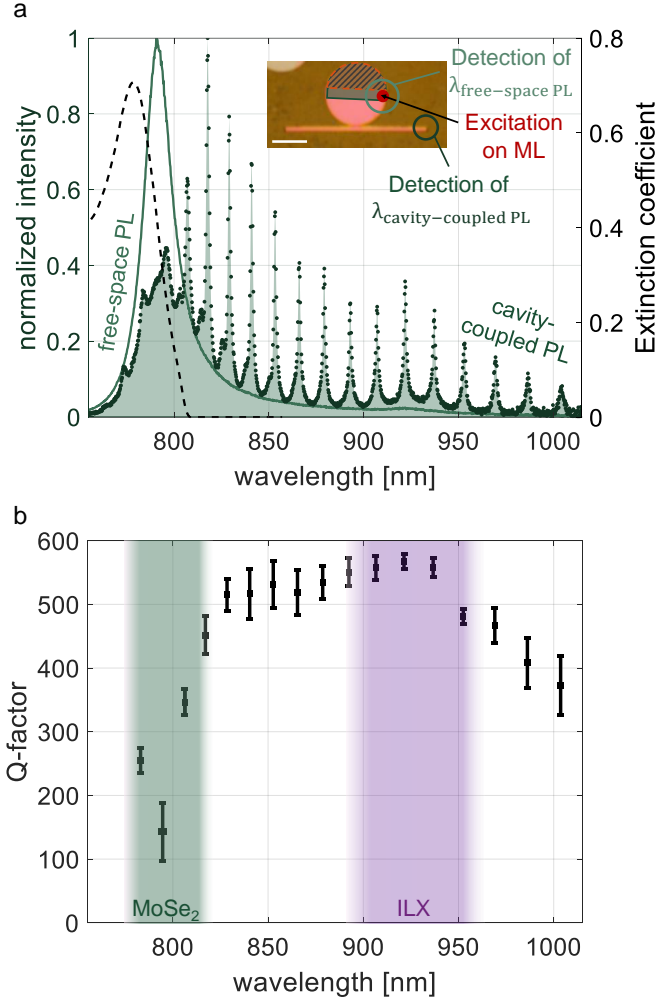 a
1
0.8
0.6
0.4
0.2
0
normalized intensity
0.8
0.6
0.4
0.2
0
Extinction coefficient
free-space PL
Detection of
λfree−space PL
Excitation
on ML
Detection of
λcavity−coupled PL
cavity-
coupled PL
800 850 900 950 1000
wavelength [nm]
b
600
500
400
300
200
100
0
Q-factor
MoSe₂ ILX
800 850 900 950 1000
wavelength [nm]